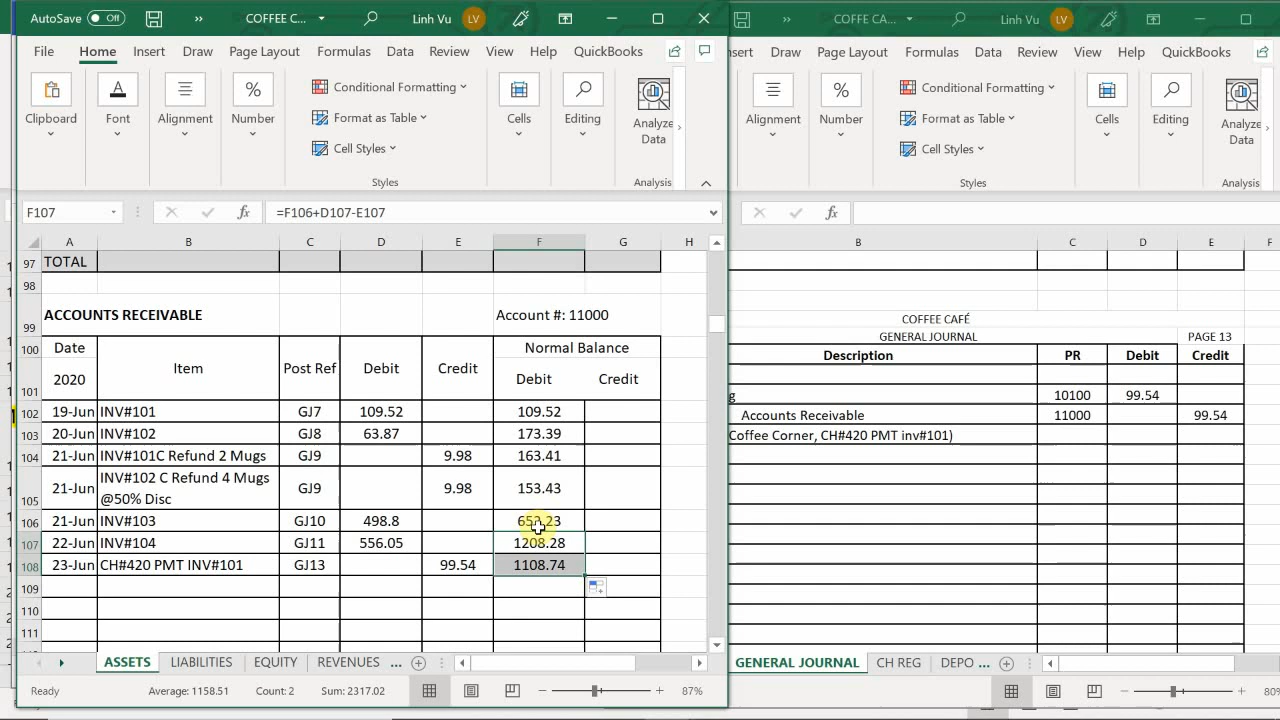 AutoSave Off COFFEE C... Linh Vu LV
File Home Insert Draw Page Layout Formulas Data Review View Help QuickBooks
Clipboard Font Alignment Number
Conditional Formatting
Format as Table
Cell Styles
Cells Editing Analyze Data
Styles Analysis
F107 fx =F106+D107-E107
A B C D E F G H
97 TOTAL
98
99 ACCOUNTS RECEIVABLE Account #: 11000
100 Date Item Post Ref Debit Credit Normal Balance
101 2020 Debit Credit
102 19-Jun INV#101 GJ7 109.52 109.52
103 20-Jun INV#102 GJ8 63.87 173.39
104 21-Jun INV#101C Refund 2 Mugs GJ9 9.98 163.41
105 21-Jun INV#102 C Refund 4 Mugs @50% Disc GJ9 9.98 153.43
106 21-Jun INV#103 GJ10 498.8
107 22-Jun INV#104 GJ11 556.05 1208.28
108 23-Jun CH#420 PMT INV#101 GJ13 99.54 1108.74
109
110
111
ASSETS LIABILITIES EQUITY REVENUES ...
Ready Average: 1158.51 Count: 2 Sum: 2317.02 87%
COFFE CA... Linh Vu LV
Draw Page Layout Formulas Data Review View Help QuickBooks
Alignment Number
Conditional Formatting
Format as Table
Cell Styles
Cells Editing Analyze Data
Styles Analysis
fx
B C D E F
COFFEE CAFÉ
GENERAL JOURNAL PAGE 13
Description PR Debit Credit
10100 99.54
Accounts Receivable 11000 99.54
Coffee Corner, CH#420 PMT inv#101)
GENERAL JOURNAL CH REG DEPO ...